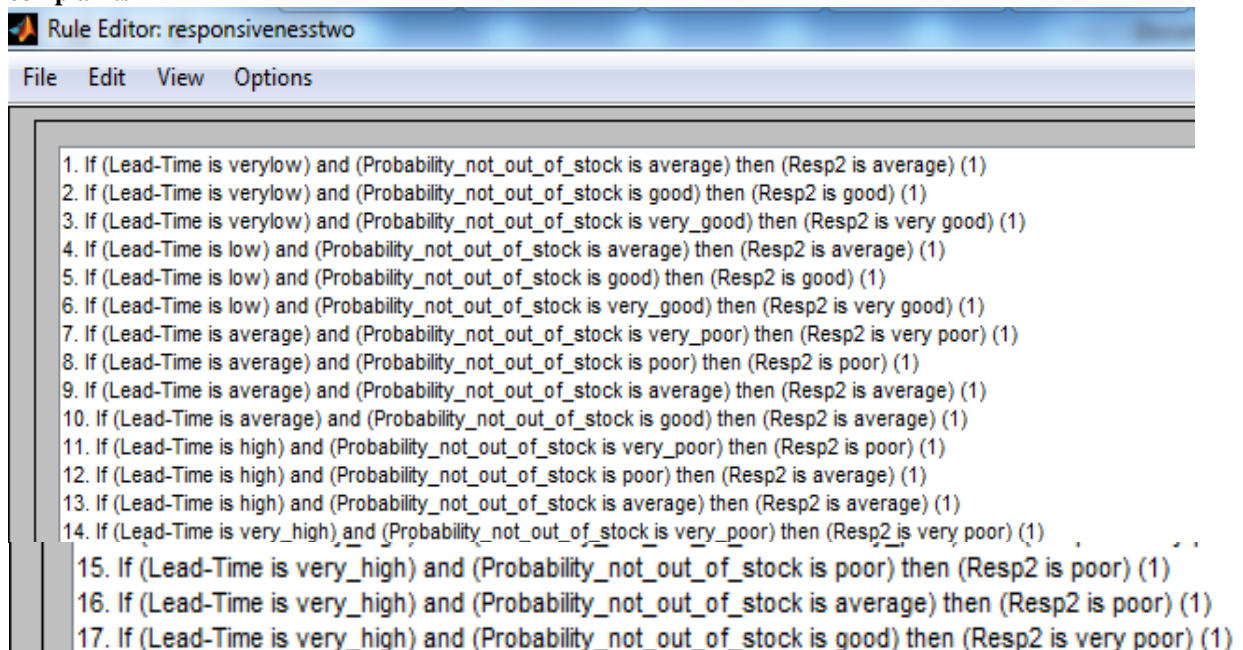 Rule Editor: responsivenesstwo
File Edit View Options
1. If (Lead-Time is verylow) and (Probability_not_out_of_stock is average) then (Resp2 is average) (1)
2. If (Lead-Time is verylow) and (Probability_not_out_of_stock is good) then (Resp2 is good) (1)
3. If (Lead-Time is verylow) and (Probability_not_out_of_stock is very_good) then (Resp2 is very good) (1)
4. If (Lead-Time is low) and (Probability_not_out_of_stock is average) then (Resp2 is average) (1)
5. If (Lead-Time is low) and (Probability_not_out_of_stock is good) then (Resp2 is good) (1)
6. If (Lead-Time is low) and (Probability_not_out_of_stock is very_good) then (Resp2 is very good) (1)
7. If (Lead-Time is average) and (Probability_not_out_of_stock is very_poor) then (Resp2 is very poor) (1)
8. If (Lead-Time is average) and (Probability_not_out_of_stock is poor) then (Resp2 is poor) (1)
9. If (Lead-Time is average) and (Probability_not_out_of_stock is average) then (Resp2 is average) (1)
10. If (Lead-Time is average) and (Probability_not_out_of_stock is good) then (Resp2 is average) (1)
11. If (Lead-Time is high) and (Probability_not_out_of_stock is very_poor) then (Resp2 is poor) (1)
12. If (Lead-Time is high) and (Probability_not_out_of_stock is poor) then (Resp2 is average) (1)
13. If (Lead-Time is high) and (Probability_not_out_of_stock is average) then (Resp2 is average) (1)
14. If (Lead-Time is very_high) and (Probability_not_out_of_stock is very_poor) then (Resp2 is very poor) (1)
15. If (Lead-Time is very_high) and (Probability_not_out_of_stock is poor) then (Resp2 is poor) (1)
16. If (Lead-Time is very_high) and (Probability_not_out_of_stock is average) then (Resp2 is poor) (1)
17. If (Lead-Time is very_high) and (Probability_not_out_of_stock is good) then (Resp2 is very poor) (1)